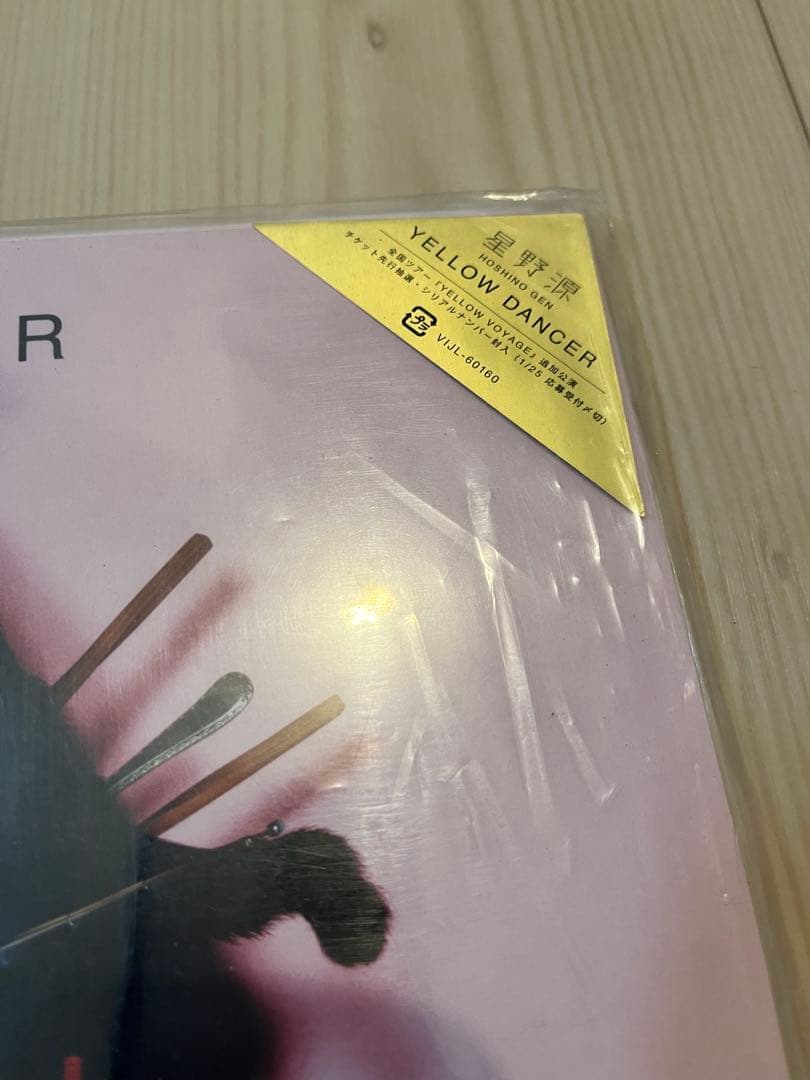 R
星野源
HOSHINO GEN
YELLOW DANCER
全国ツアー『YELLOW VOYAGE』追加公演
チケット先行抽選・シリアルナンバー封入(1/25 応募受付〆切)
プラ
VIJL-60160